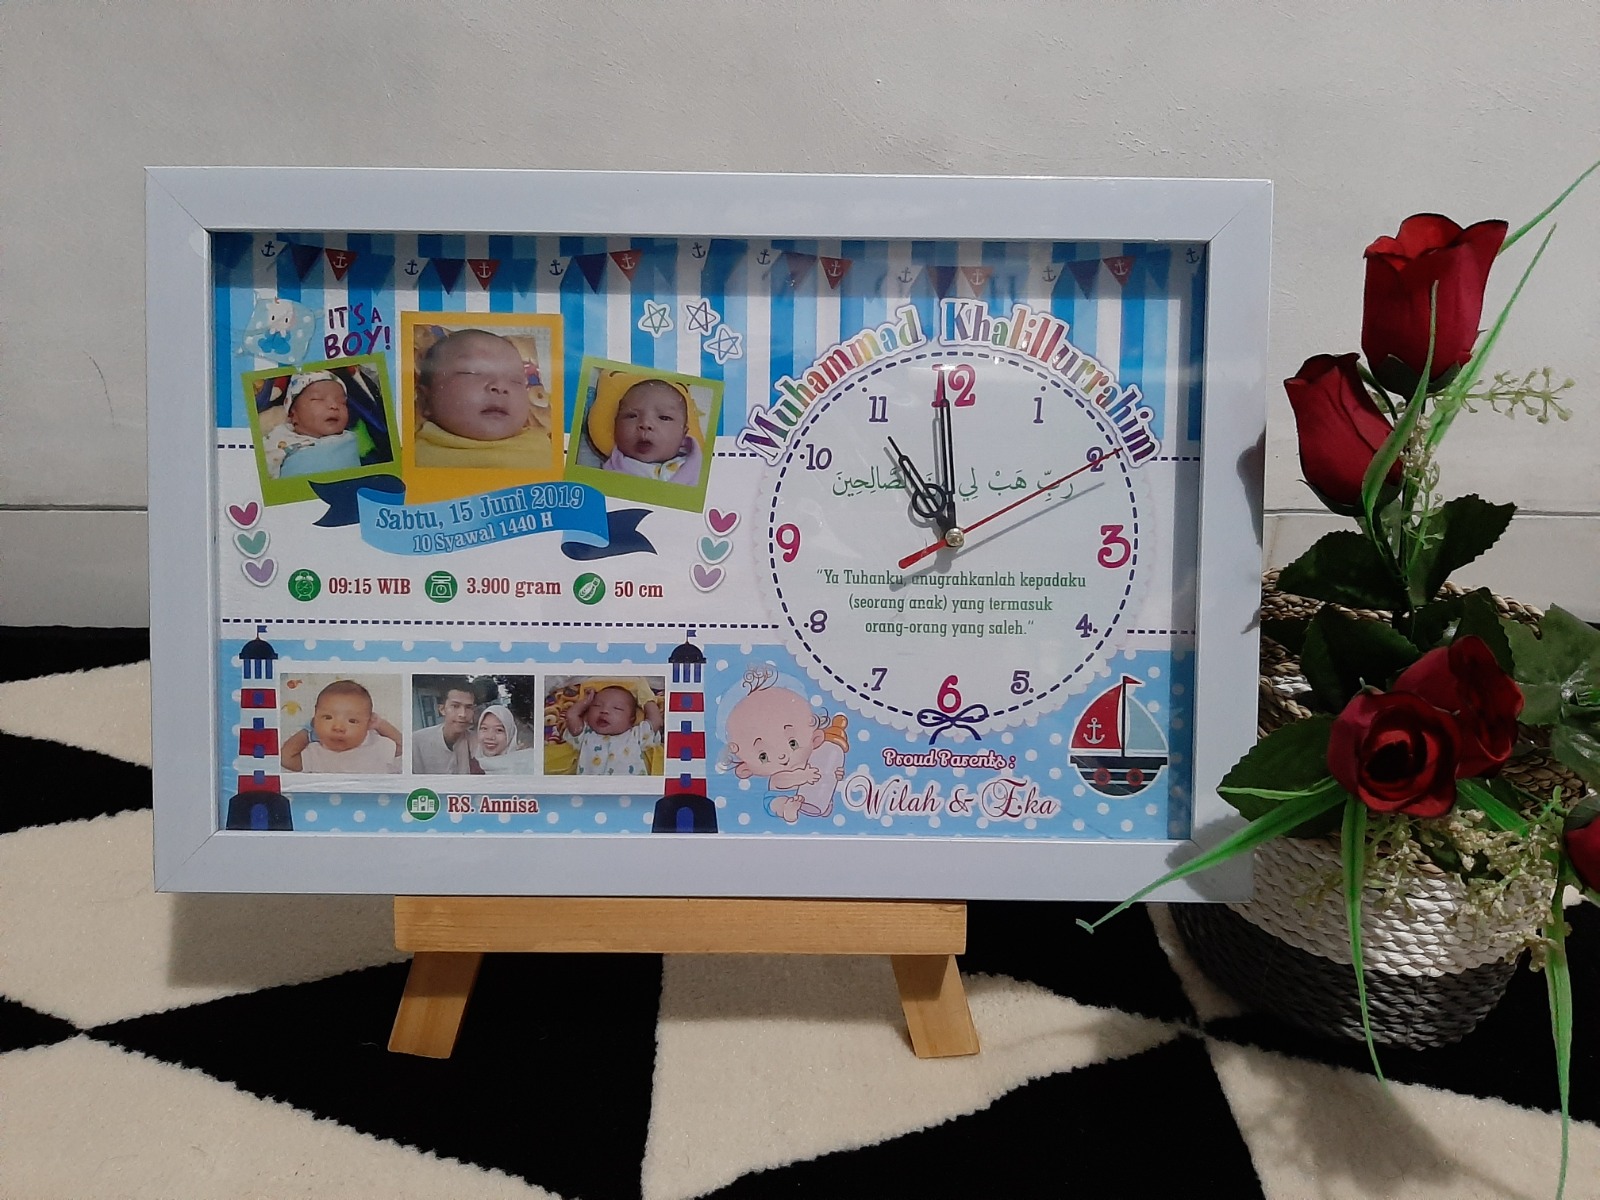 IT'S A
BOY!
Sabtu, 15 Juni 2019
10 Syawal 1440 H
09:15 WIB
3.900 gram
50 cm
RS. Annisa
Muhammad Khalillurrahim
12
1
2
3
4
5
6
7
8
9
10
11
رَبِّ هَبْ لِي
الصَّالِحِينَ
"Ya Tuhanku, anugrahkanlah kepadaku
(seorang anak) yang termasuk
orang-orang yang saleh."
Proud Parents :
Wilah & Eka